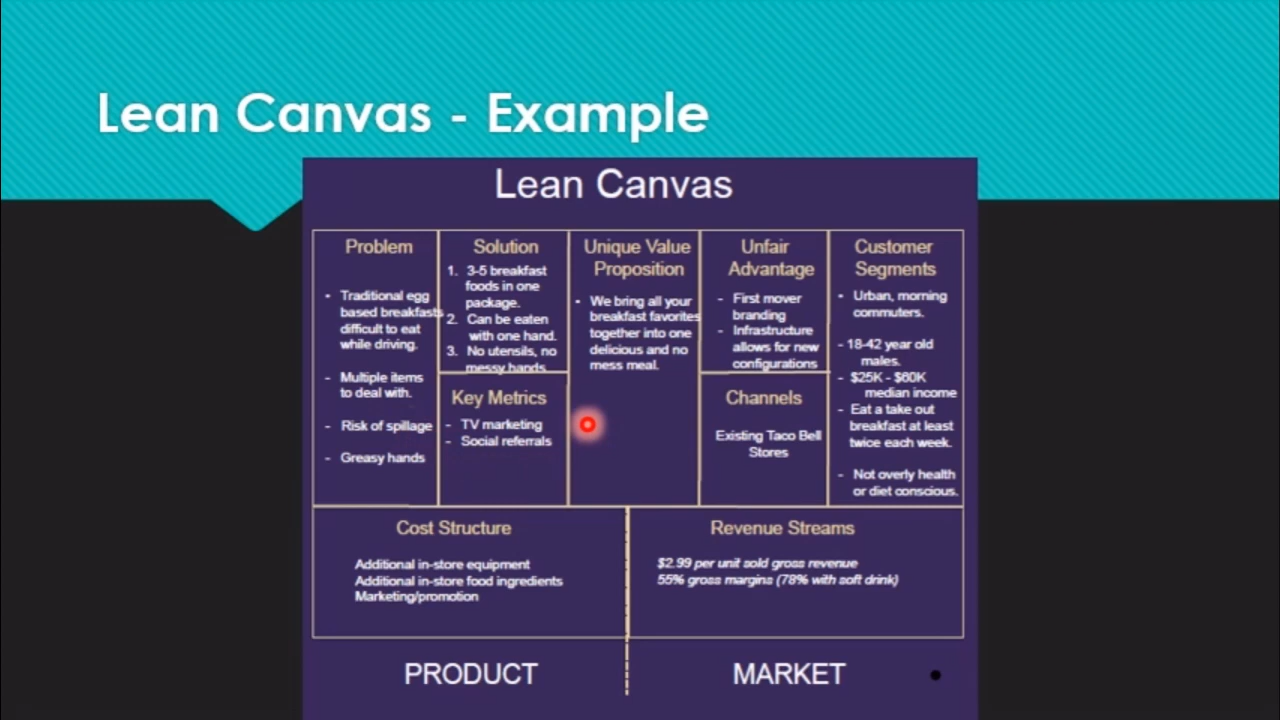 Lean Canvas - Example
Lean Canvas
Problem
- Traditional egg
based breakfasts
difficult to eat
while driving.
- Multiple items
to deal with.
- Risk of spillage
- Greasy hands
Solution
1. 3-5 breakfast
foods in one
package.
2. Can be eaten
with one hand.
3. No utensils, no
messy hands
Key Metrics
- TV marketing
- Social referrals
Unique Value
Proposition
- We bring all your
breakfast favorites
together into one
delicious and no
mess meal.
Unfair
Advantage
- First mover
branding
- Infrastructure
allows for new
configurations
Channels
Existing Taco Bell
Stores
Customer
Segments
- Urban, morning
commuters.
- 18-42 year old
males.
- $25K - $60K
median income
- Eat a take out
breakfast at least
twice each week.
- Not overly health
or diet conscious.
Cost Structure
Additional in-store equipment
Additional in-store food ingredients
Marketing/promotion
Revenue Streams
$2.99 per unit sold gross revenue
55% gross margins (78% with soft drink)
PRODUCT
MARKET